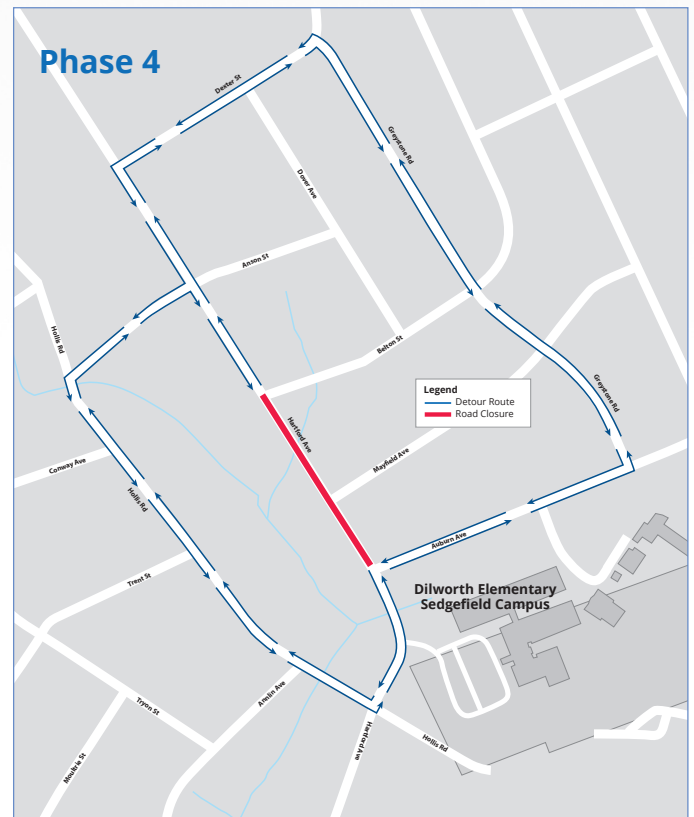 Phase 4
Dexter St
Greystone Rd
Dover Ave
Anson St
Hollis Rd
Belton St
Legend
Detour Route
Road Closure
Greystone Rd
Hartford Ave
Mayfield Ave
Conway Ave
Hollis Rd
Auburn Ave
Trent St
Dilworth Elementary
Sedgefield Campus
Annlin Ave
Tryon St
Hartford Ave
Hollis Rd
Moultrie St